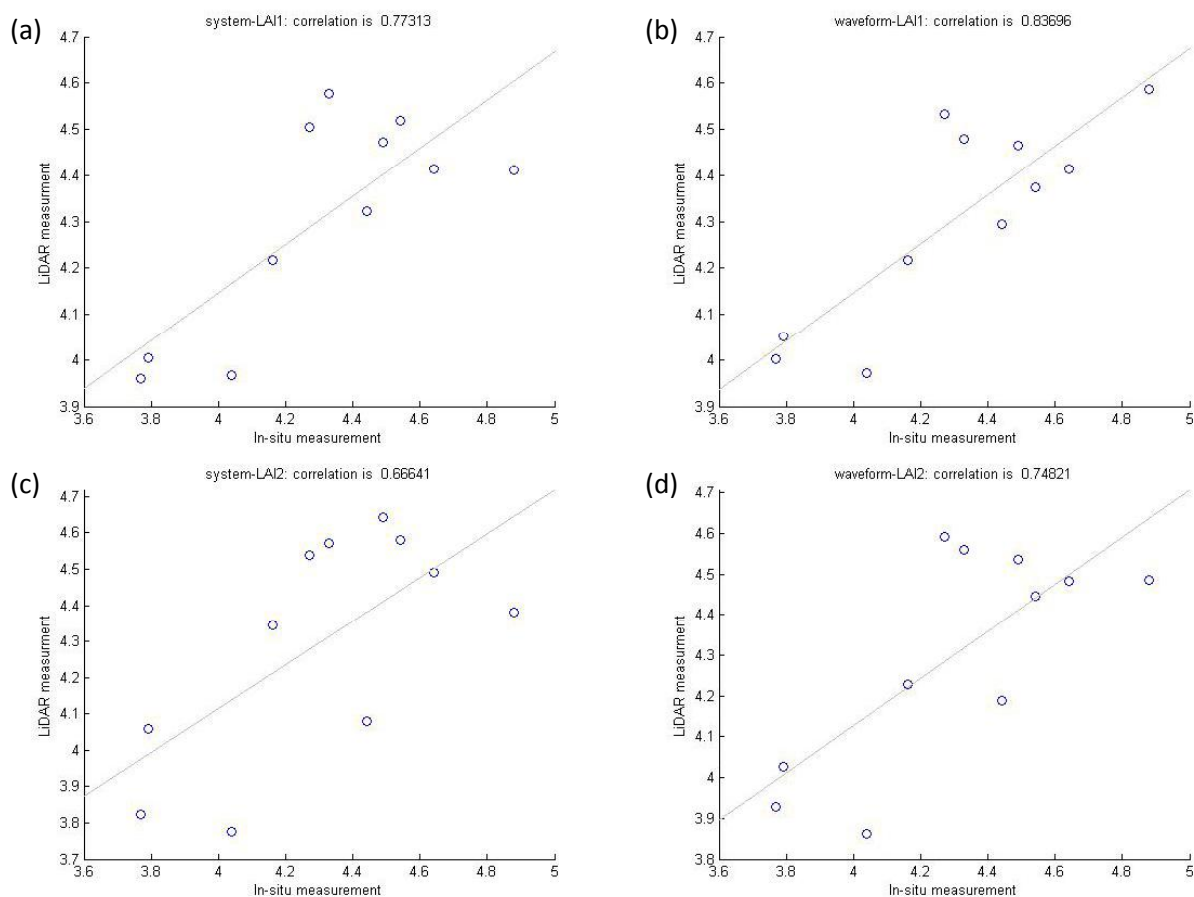 (a)
system-LAI1: correlation is 0.77313
4.7
4.6
4.5
4.4
4.3
4.2
4.1
4
3.9
LiDAR measurment
3.6 3.8 4 4.2 4.4 4.6 4.8 5
In-situ measurement
(b)
waveform-LAI1: correlation is 0.83696
4.7
4.6
4.5
4.4
4.3
4.2
4.1
4
3.9
LiDAR measurment
3.6 3.8 4 4.2 4.4 4.6 4.8 5
In-situ measurement
(c)
system-LAI2: correlation is 0.66641
4.7
4.6
4.5
4.4
4.3
4.2
4.1
4
3.9
3.8
3.7
LiDAR measurment
3.6 3.8 4 4.2 4.4 4.6 4.8 5
In-situ measurement
(d)
waveform-LAI2: correlation is 0.74821
4.7
4.6
4.5
4.4
4.3
4.2
4.1
4
3.9
3.8
LiDAR measurment
3.6 3.8 4 4.2 4.4 4.6 4.8 5
In-situ measurement